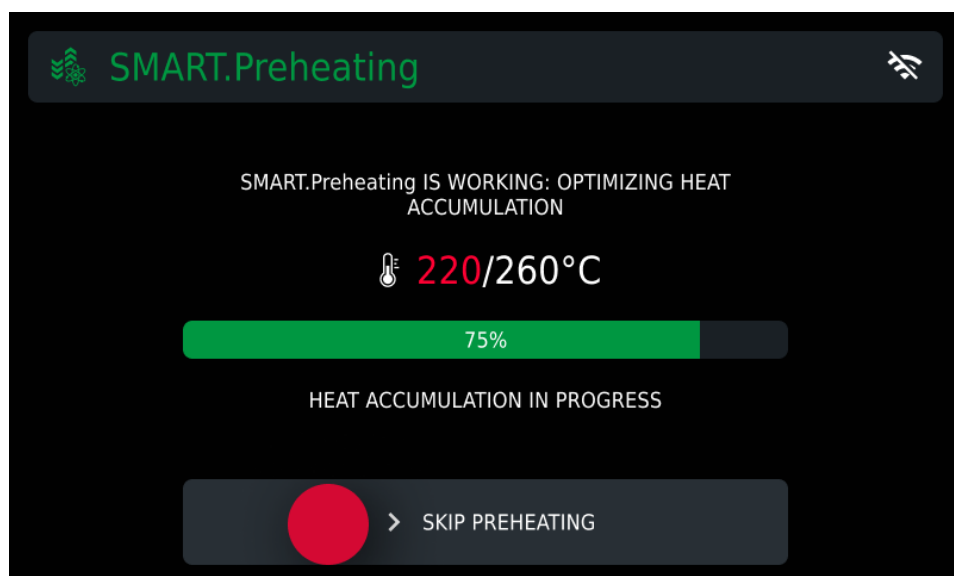 SMART.Preheating
SMART.Preheating IS WORKING: OPTIMIZING HEAT
ACCUMULATION
220/260°C
75%
HEAT ACCUMULATION IN PROGRESS
SKIP PREHEATING